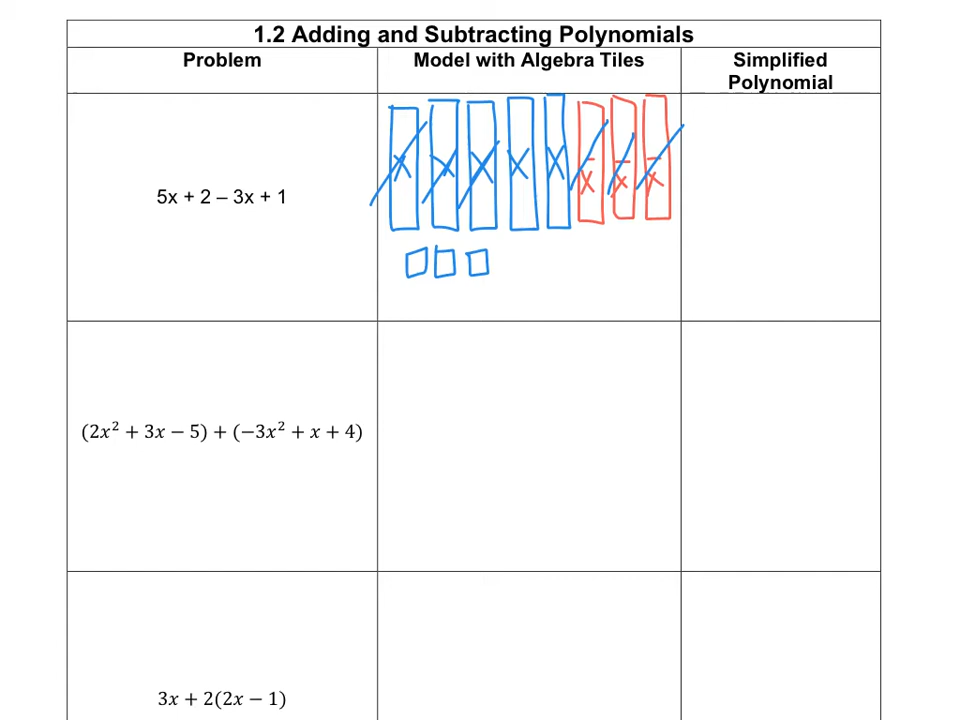 1.2 Adding and Subtracting Polynomials
Problem Model with Algebra Tiles Simplified Polynomial
5x + 2 – 3x + 1
x x x x x -x -x -x
(2x² + 3x − 5) + (−3x² + x + 4)
3x + 2(2x − 1)